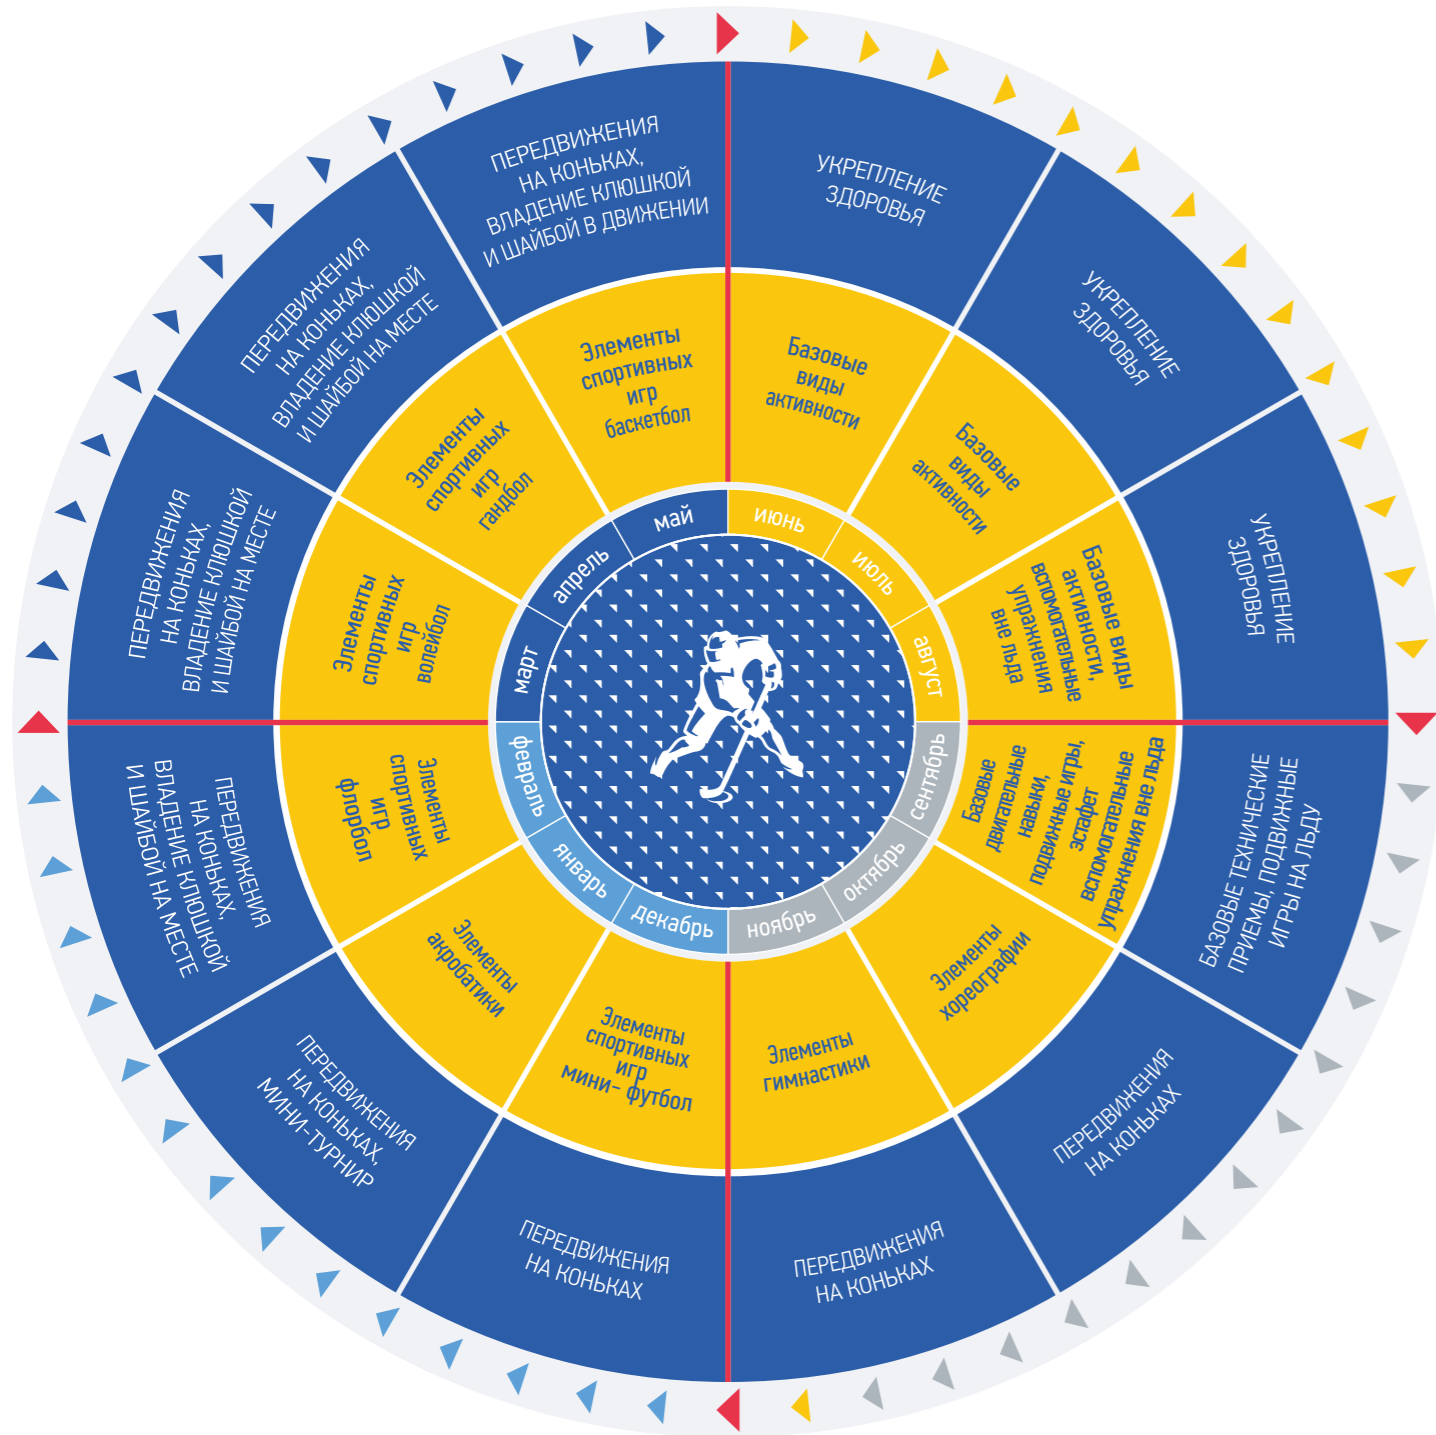 УКРЕПЛЕНИЕ
ЗДОРОВЬЯ
УКРЕПЛЕНИЕ
ЗДОРОВЬЯ
УКРЕПЛЕНИЕ
ЗДОРОВЬЯ
БАЗОВЫЕ ТЕХНИЧЕСКИЕ
ПРИЕМЫ, ПОДВИЖНЫЕ
ИГРЫ НА ЛЬДУ
ПЕРЕДВИЖЕНИЯ
НА КОНЬКАХ
ПЕРЕДВИЖЕНИЯ
НА КОНЬКАХ
ПЕРЕДВИЖЕНИЯ
НА КОНЬКАХ
ПЕРЕДВИЖЕНИЯ
НА КОНЬКАХ,
МИНИ-ТУРНИР
ПЕРЕДВИЖЕНИЯ
НА КОНЬКАХ,
ВЛАДЕНИЕ КЛЮШКОЙ
И ШАЙБОЙ НА МЕСТЕ
ПЕРЕДВИЖЕНИЯ
НА КОНЬКАХ,
ВЛАДЕНИЕ КЛЮШКОЙ
И ШАЙБОЙ НА МЕСТЕ
ПЕРЕДВИЖЕНИЯ
НА КОНЬКАХ,
ВЛАДЕНИЕ КЛЮШКОЙ
И ШАЙБОЙ НА МЕСТЕ
ПЕРЕДВИЖЕНИЯ
НА КОНЬКАХ,
ВЛАДЕНИЕ КЛЮШКОЙ
И ШАЙБОЙ В ДВИЖЕНИИ
Базовые
виды
активности
Базовые
виды
активности
Базовые виды
активности,
вспомогательные
упражнения
вне льда
Базовые
двигательные
навыки,
подвижные игры,
эстафет
вспомогательные
упражнения вне льда
Элементы
хореографии
Элементы
гимнастики
Элементы
спортивных
игр
мини- футбол
Элементы
акробатики
Элементы
спортивных
игр
флорбол
Элементы
спортивных
игр
волейбол
Элементы
спортивных
игр
гандбол
Элементы
спортивных
игр
баскетбол
июнь
июль
август
сентябрь
октябрь
ноябрь
декабрь
январь
февраль
март
апрель
май